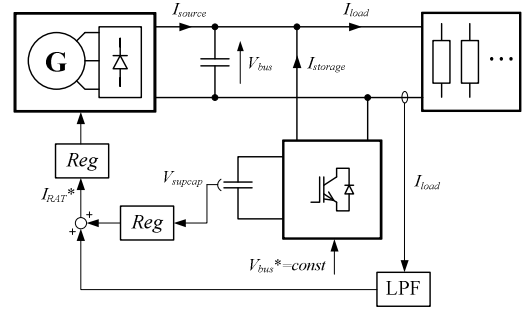 I_source
I_load
G
V_bus
I_storage
...
Reg
V_supcap
I_load
I_RAT*
+
+
Reg
V_bus*=const
LPF